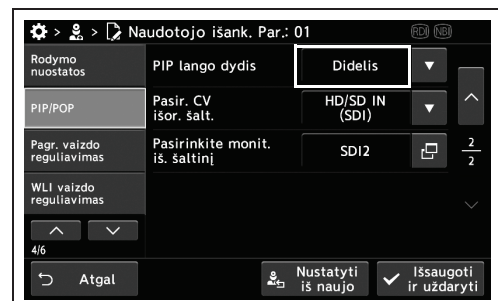 > > Naudotojo išank. Par.: 01 RDI NBI
Rodymo
nuostatos
PIP lango dydis Didelis
PIP/POP
Pasir. CV
išor. šalt.
HD/SD IN
(SDI)
Pagr. vaizdo
reguliavimas
Pasirinkite monit.
iš. šaltinį
SDI2
2
2
WLI vaizdo
reguliavimas
4/6
Atgal
Nustatyti
iš naujo
Išsaugoti
ir uždaryti